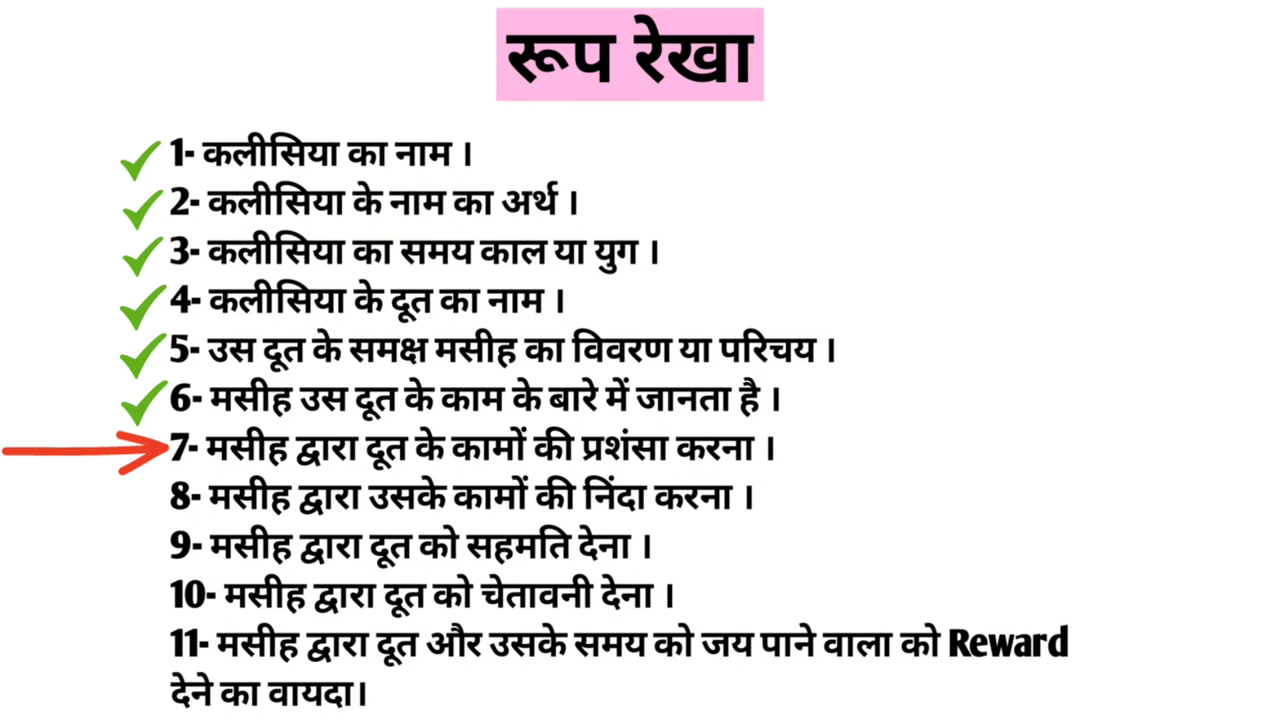 रूप रेखा
1- कलीसिया का नाम ।
2- कलीसिया के नाम का अर्थ ।
3- कलीसिया का समय काल या युग ।
4- कलीसिया के दूत का नाम ।
5- उस दूत के समक्ष मसीह का विवरण या परिचय ।
6- मसीह उस दूत के काम के बारे में जानता है ।
7- मसीह द्वारा दूत के कामों की प्रशंसा करना ।
8- मसीह द्वारा उसके कामों की निंदा करना ।
9- मसीह द्वारा दूत को सहमति देना ।
10- मसीह द्वारा दूत को चेतावनी देना ।
11- मसीह द्वारा दूत और उसके समय को जय पाने वाला को Reward
देने का वायदा।